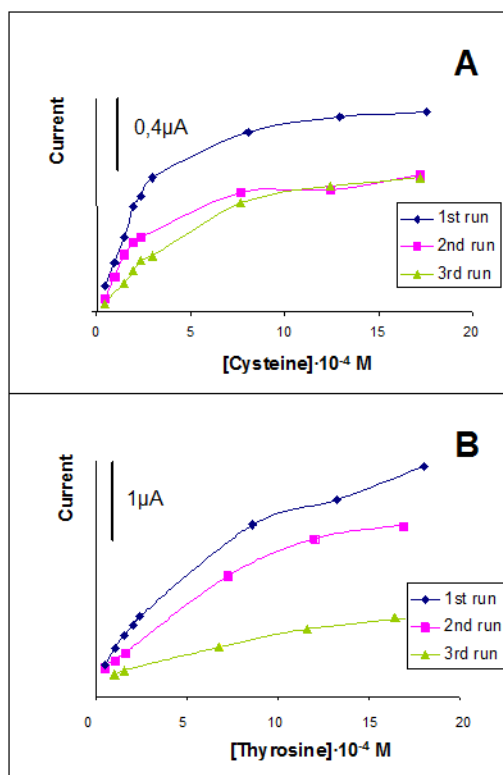 A
0,4µA
Current
1st run
2nd run
3rd run
0 5 10 15 20
[Cysteine]·10⁻⁴ M
B
1µA
Current
1st run
2nd run
3rd run
0 5 10 15 20
[Thyrosine]·10⁻⁴ M